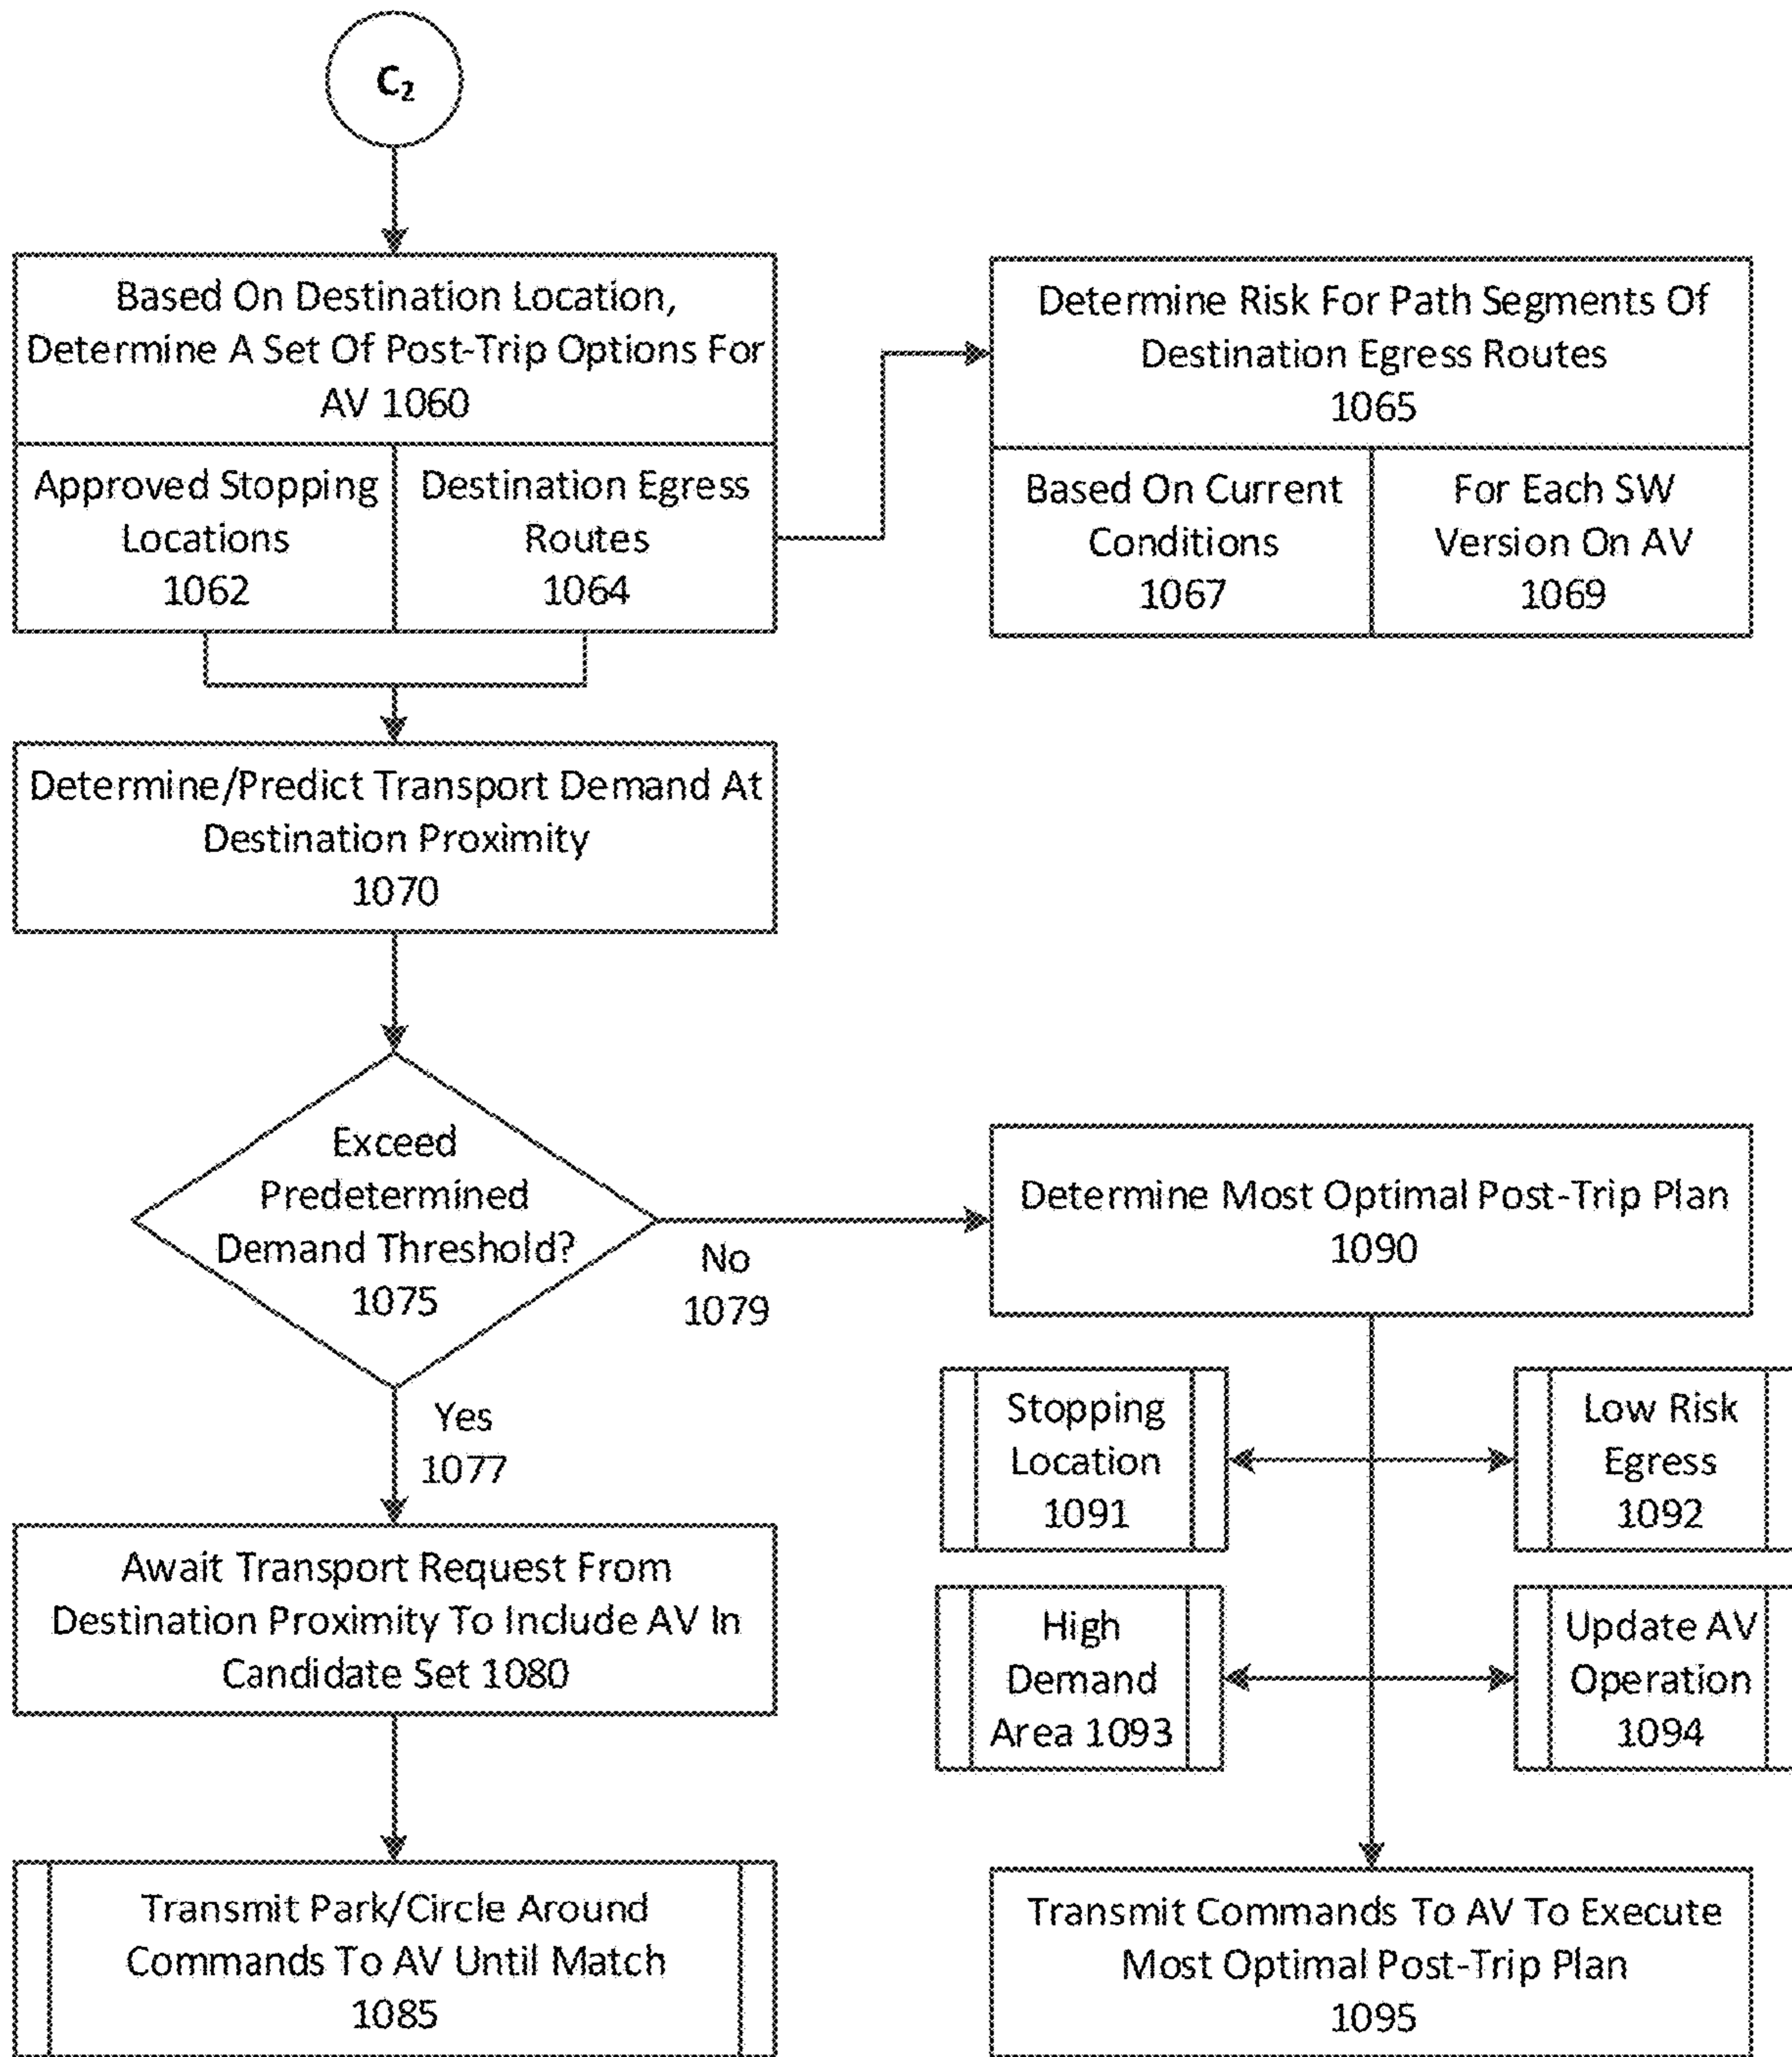 C₂
Based On Destination Location,
Determine A Set Of Post-Trip Options For
AV 1060
Approved Stopping
Locations
1062
Destination Egress
Routes
1064
Determine Risk For Path Segments Of
Destination Egress Routes
1065
Based On Current
Conditions
1067
For Each SW
Version On AV
1069
Determine/Predict Transport Demand At
Destination Proximity
1070
Exceed
Predetermined
Demand Threshold?
1075
No
1079
Yes
1077
Determine Most Optimal Post-Trip Plan
1090
Stopping
Location
1091
Low Risk
Egress
1092
High
Demand
Area 1093
Update AV
Operation
1094
Await Transport Request From
Destination Proximity To Include AV In
Candidate Set 1080
Transmit Park/Circle Around
Commands To AV Until Match
1085
Transmit Commands To AV To Execute
Most Optimal Post-Trip Plan
1095